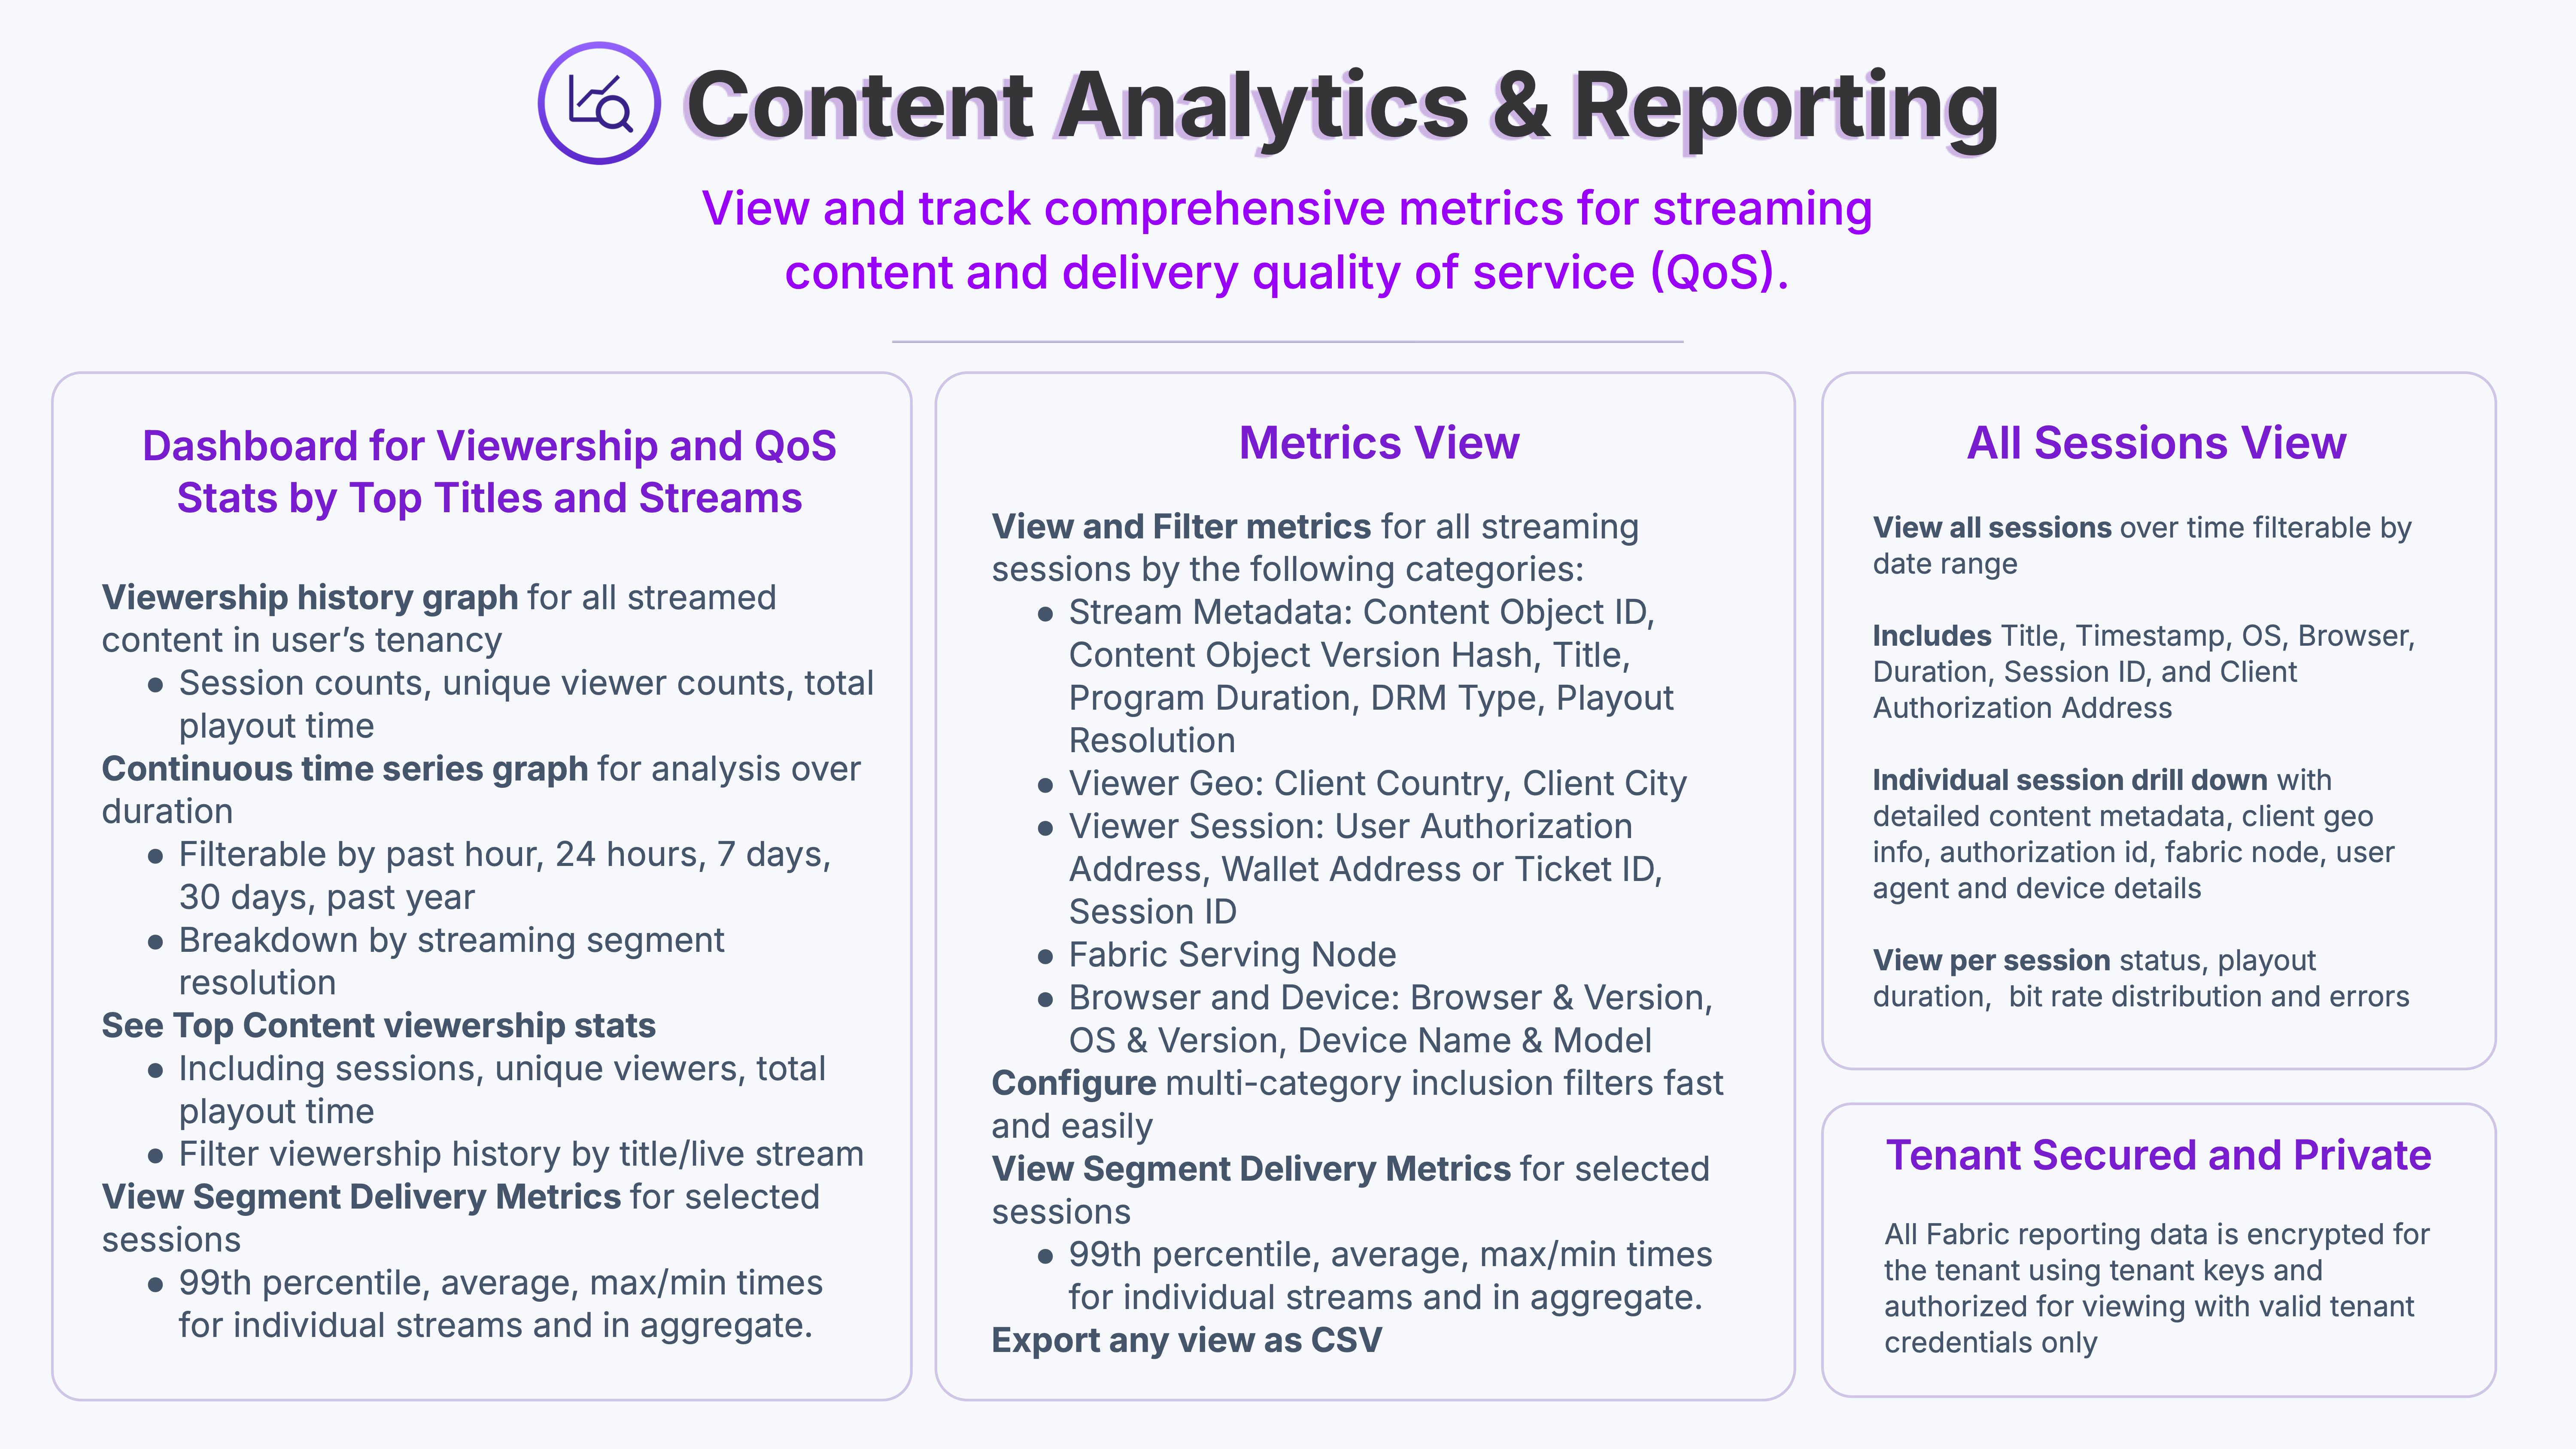 Content Analytics & Reporting
View and track comprehensive metrics for streaming
content and delivery quality of service (QoS).
Dashboard for Viewership and QoS
Stats by Top Titles and Streams
Viewership history graph for all streamed
content in user’s tenancy
● Session counts, unique viewer counts, total
playout time
Continuous time series graph for analysis over
duration
● Filterable by past hour, 24 hours, 7 days,
30 days, past year
● Breakdown by streaming segment
resolution
See Top Content viewership stats
● Including sessions, unique viewers, total
playout time
● Filter viewership history by title/live stream
View Segment Delivery Metrics for selected
sessions
● 99th percentile, average, max/min times
for individual streams and in aggregate.
Metrics View
View and Filter metrics for all streaming
sessions by the following categories:
● Stream Metadata: Content Object ID,
Content Object Version Hash, Title,
Program Duration, DRM Type, Playout
Resolution
● Viewer Geo: Client Country, Client City
● Viewer Session: User Authorization
Address, Wallet Address or Ticket ID,
Session ID
● Fabric Serving Node
● Browser and Device: Browser & Version,
OS & Version, Device Name & Model
Configure multi-category inclusion filters fast
and easily
View Segment Delivery Metrics for selected
sessions
● 99th percentile, average, max/min times
for individual streams and in aggregate.
Export any view as CSV
All Sessions View
View all sessions over time filterable by
date range
Includes Title, Timestamp, OS, Browser,
Duration, Session ID, and Client
Authorization Address
Individual session drill down with
detailed content metadata, client geo
info, authorization id, fabric node, user
agent and device details
View per session status, playout
duration,  bit rate distribution and errors
Tenant Secured and Private
All Fabric reporting data is encrypted for
the tenant using tenant keys and
authorized for viewing with valid tenant
credentials only